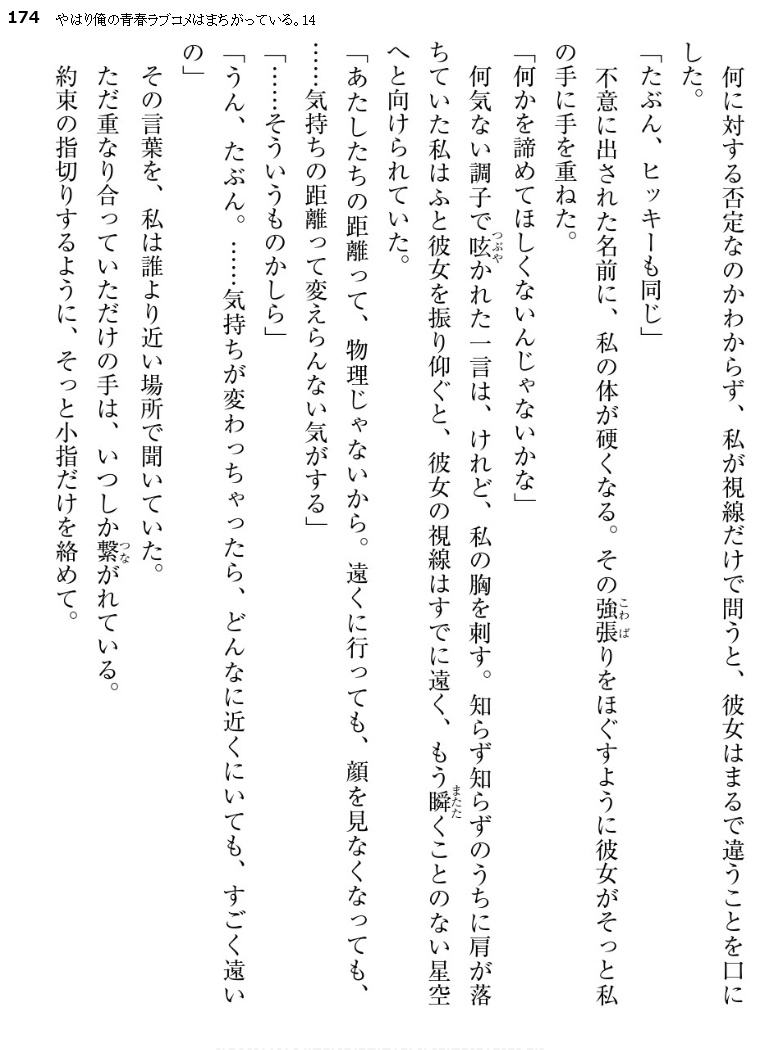 174 やはり俺の青春ラブコメはまちがっている。14
　何に対する否定なのかわからず、私が視線だけで問うと、彼女はまるで違うことを口に
した。
「たぶん、ヒッキーも同じ」
　不意に出された名前に、私の体が硬くなる。その強張りをほぐすように彼女がそっと私
の手に手を重ねた。
「何かを諦めてほしくないんじゃないかな」
　何気ない調子で呟かれた一言は、けれど、私の胸を刺す。知らず知らずのうちに肩が落
ちていた私はふと彼女を振り仰ぐと、彼女の視線はすでに遠く、もう瞬くことのない星空
へと向けられていた。
「あたしたちの距離って、物理じゃないから。遠くに行っても、顔を見なくなっても、
……気持ちの距離って変えらんない気がする」
「……そういうものかしら」
「うん、たぶん。……気持ちが変わっちゃったら、どんなに近くにいても、すごく遠い
の」
　その言葉を、私は誰より近い場所で聞いていた。
　ただ重なり合っていただけの手は、いつしか繋がれている。
　約束の指切りするように、そっと小指だけを絡めて。